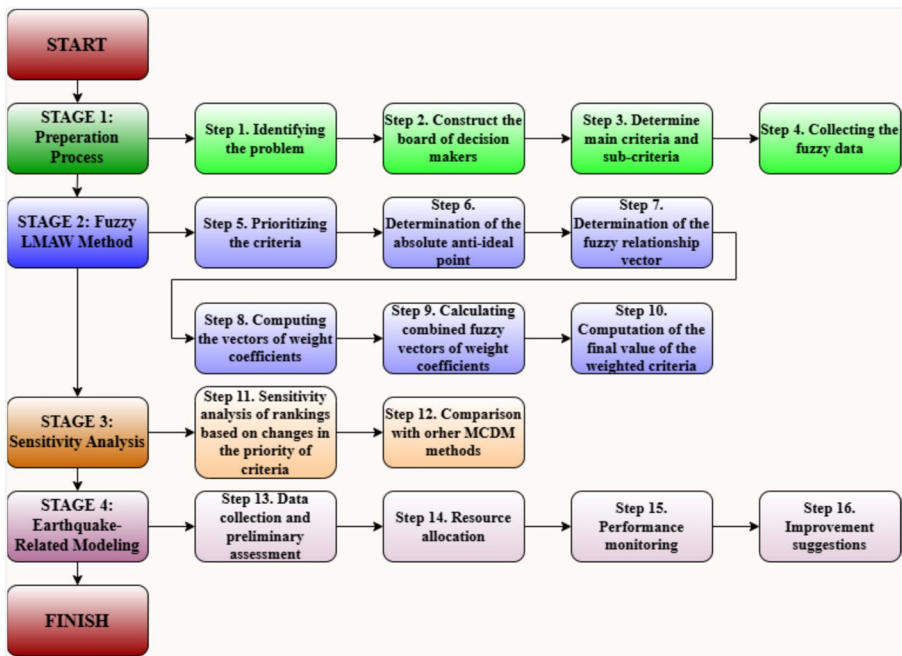 START
STAGE 1:
Preperation
Process
Step 1. Identifying
the problem
Step 2. Construct the
board of decision
makers
Step 3. Determine
main criteria and
sub-criteria
Step 4. Collecting the
fuzzy data
STAGE 2: Fuzzy
LMAW Method
Step 5. Prioritizing
the criteria
Step 6.
Determination of the
absolute anti-ideal
point
Step 7.
Determination of the
fuzzy relationship
vector
Step 8. Computing
the vectors of weight
coefficients
Step 9. Calculating
combined fuzzy
vectors of weight
coefficients
Step 10.
Computation of the
final value of the
weighted criteria
STAGE 3:
Sensitivity Analysis
Step 11. Sensitivity
analysis of rankings
based on changes in
the priority of
criteria
Step 12. Comparison
with orher MCDM
methods
STAGE 4:
Earthquake-
Related Modeling
Step 13. Data
collection and
preliminary
assessment
Step 14. Resource
allocation
Step 15.
Performance
monitoring
Step 16.
Improvement
suggestions
FINISH